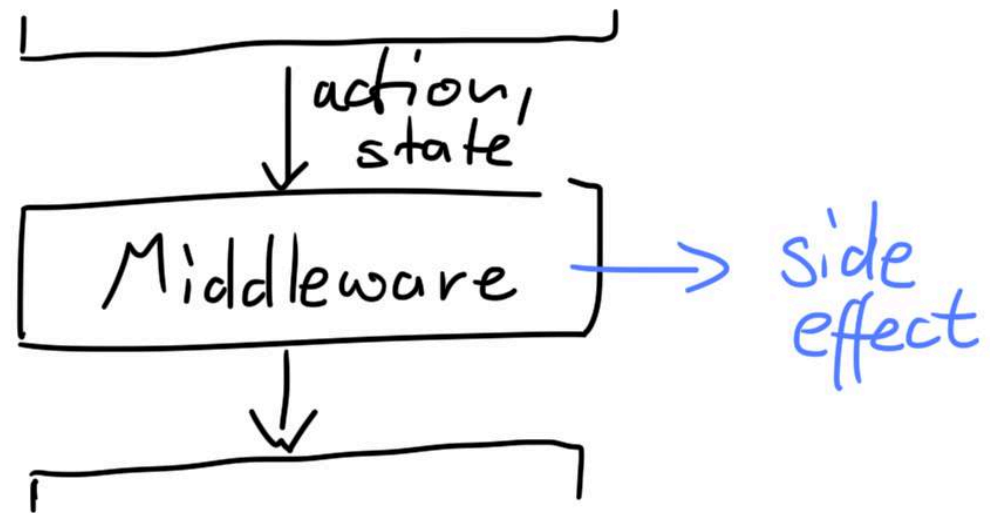 action,
state
Middleware
side
effect